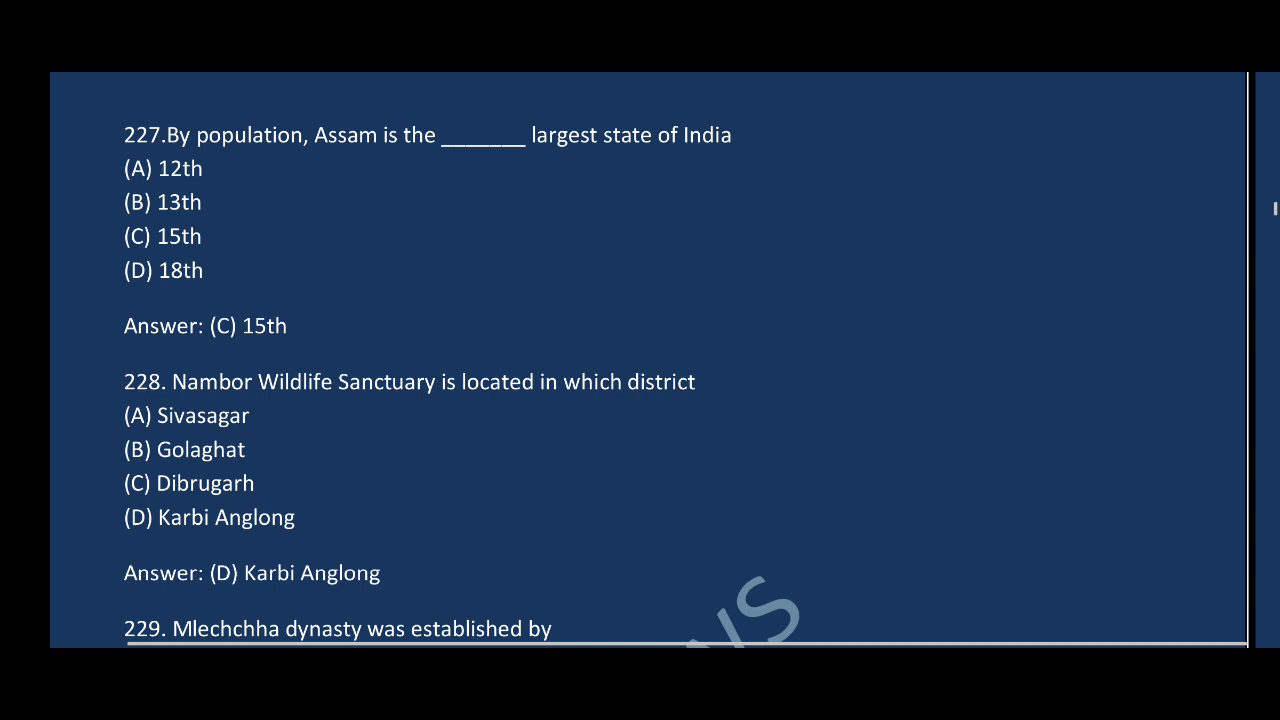 227.By population, Assam is the _______ largest state of India
(A) 12th
(B) 13th
(C) 15th
(D) 18th
Answer: (C) 15th
228. Nambor Wildlife Sanctuary is located in which district
(A) Sivasagar
(B) Golaghat
(C) Dibrugarh
(D) Karbi Anglong
Answer: (D) Karbi Anglong
229. Mlechchha dynasty was established by